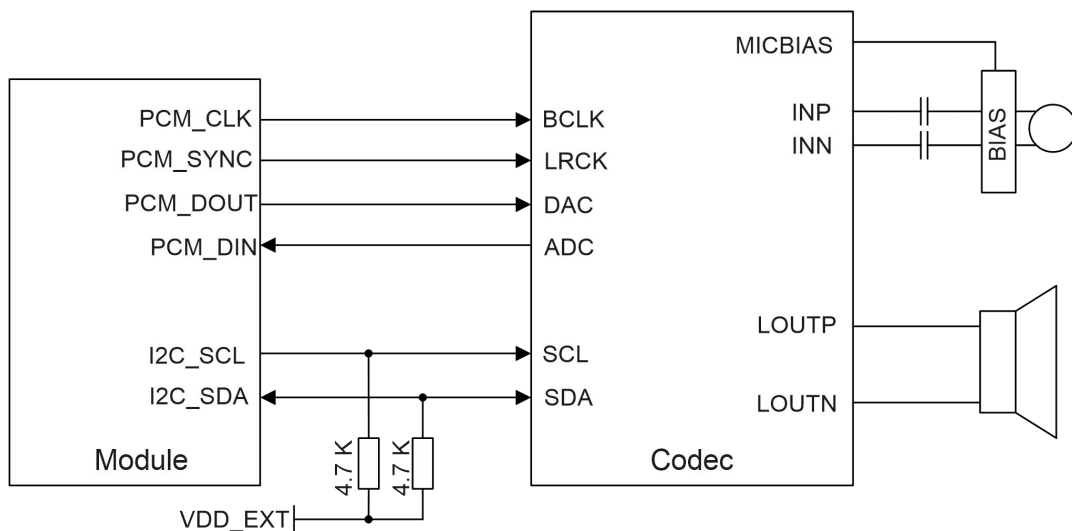 MICBIAS
PCM_CLK
BCLK
INP
BIAS
PCM_SYNC
LRCK
INN
PCM_DOUT
DAC
PCM_DIN
ADC
LOUTP
I2C_SCL
SCL
I2C_SDA
SDA
LOUTN
Module
4.7 K
4.7 K
Codec
VDD_EXT